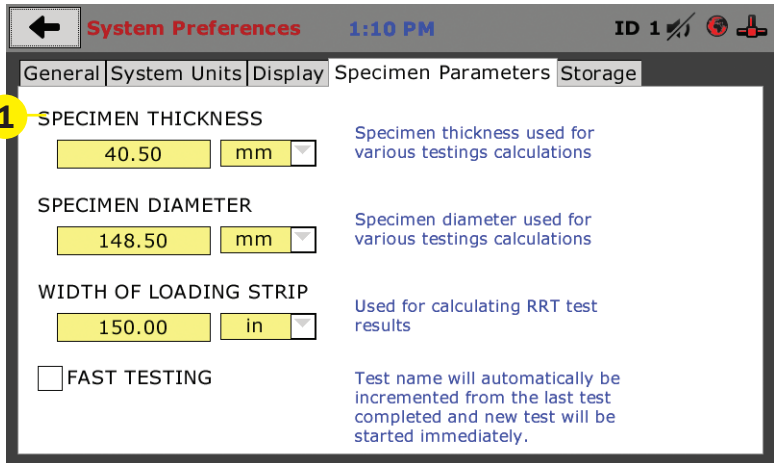 System Preferences 1:10 PM ID 1
General System Units Display Specimen Parameters Storage
1
SPECIMEN THICKNESS
40.50 mm
Specimen thickness used for
various testings calculations
SPECIMEN DIAMETER
148.50 mm
Specimen diameter used for
various testings calculations
WIDTH OF LOADING STRIP
150.00 in
Used for calculating RRT test
results
FAST TESTING
Test name will automatically be
incremented from the last test
completed and new test will be
started immediately.